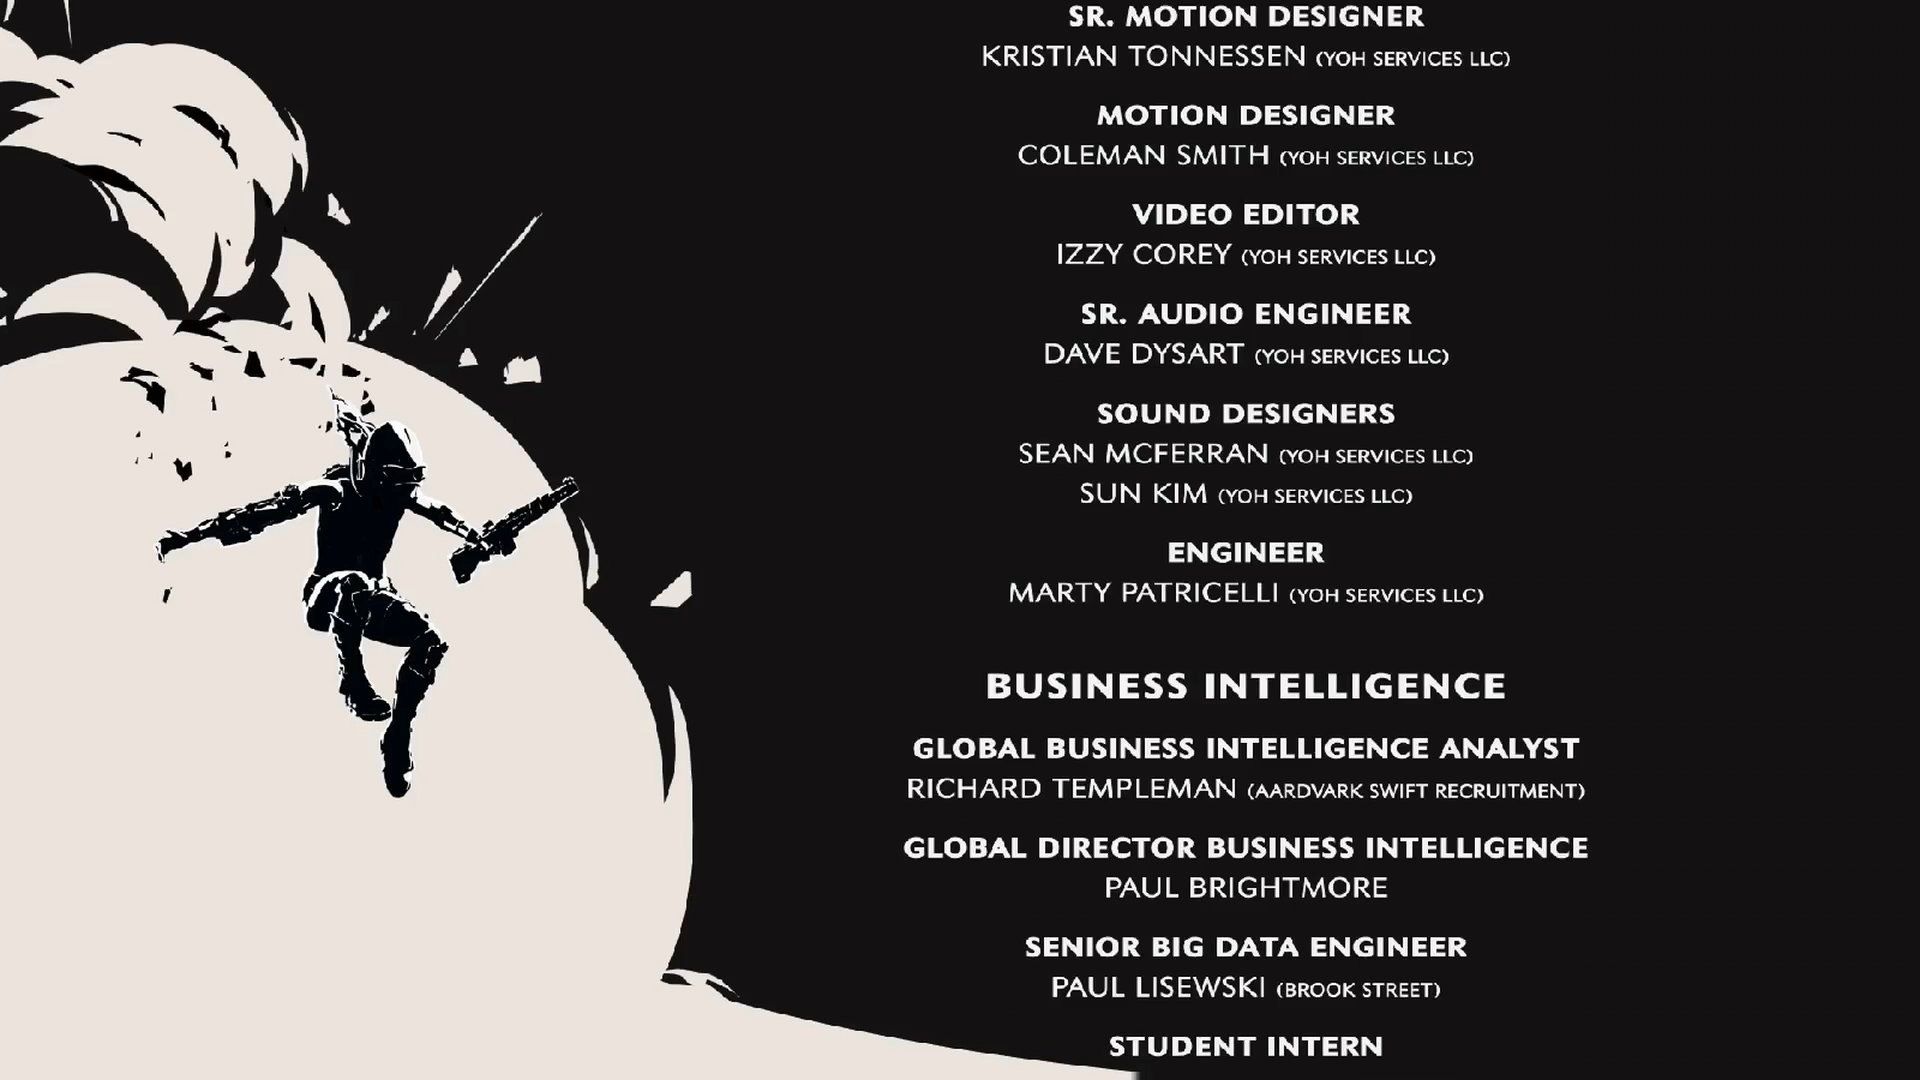 SR. MOTION DESIGNER
KRISTIAN TONNESSEN (YOH SERVICES LLC)
MOTION DESIGNER
COLEMAN SMITH (YOH SERVICES LLC)
VIDEO EDITOR
IZZY COREY (YOH SERVICES LLC)
SR. AUDIO ENGINEER
DAVE DYSART (YOH SERVICES LLC)
SOUND DESIGNERS
SEAN MCFERRAN (YOH SERVICES LLC)
SUN KIM (YOH SERVICES LLC)
ENGINEER
MARTY PATRICELLI (YOH SERVICES LLC)
BUSINESS INTELLIGENCE
GLOBAL BUSINESS INTELLIGENCE ANALYST
RICHARD TEMPLEMAN (AARDVARK SWIFT RECRUITMENT)
GLOBAL DIRECTOR BUSINESS INTELLIGENCE
PAUL BRIGHTMORE
SENIOR BIG DATA ENGINEER
PAUL LISEWSKI (BROOK STREET)
STUDENT INTERN